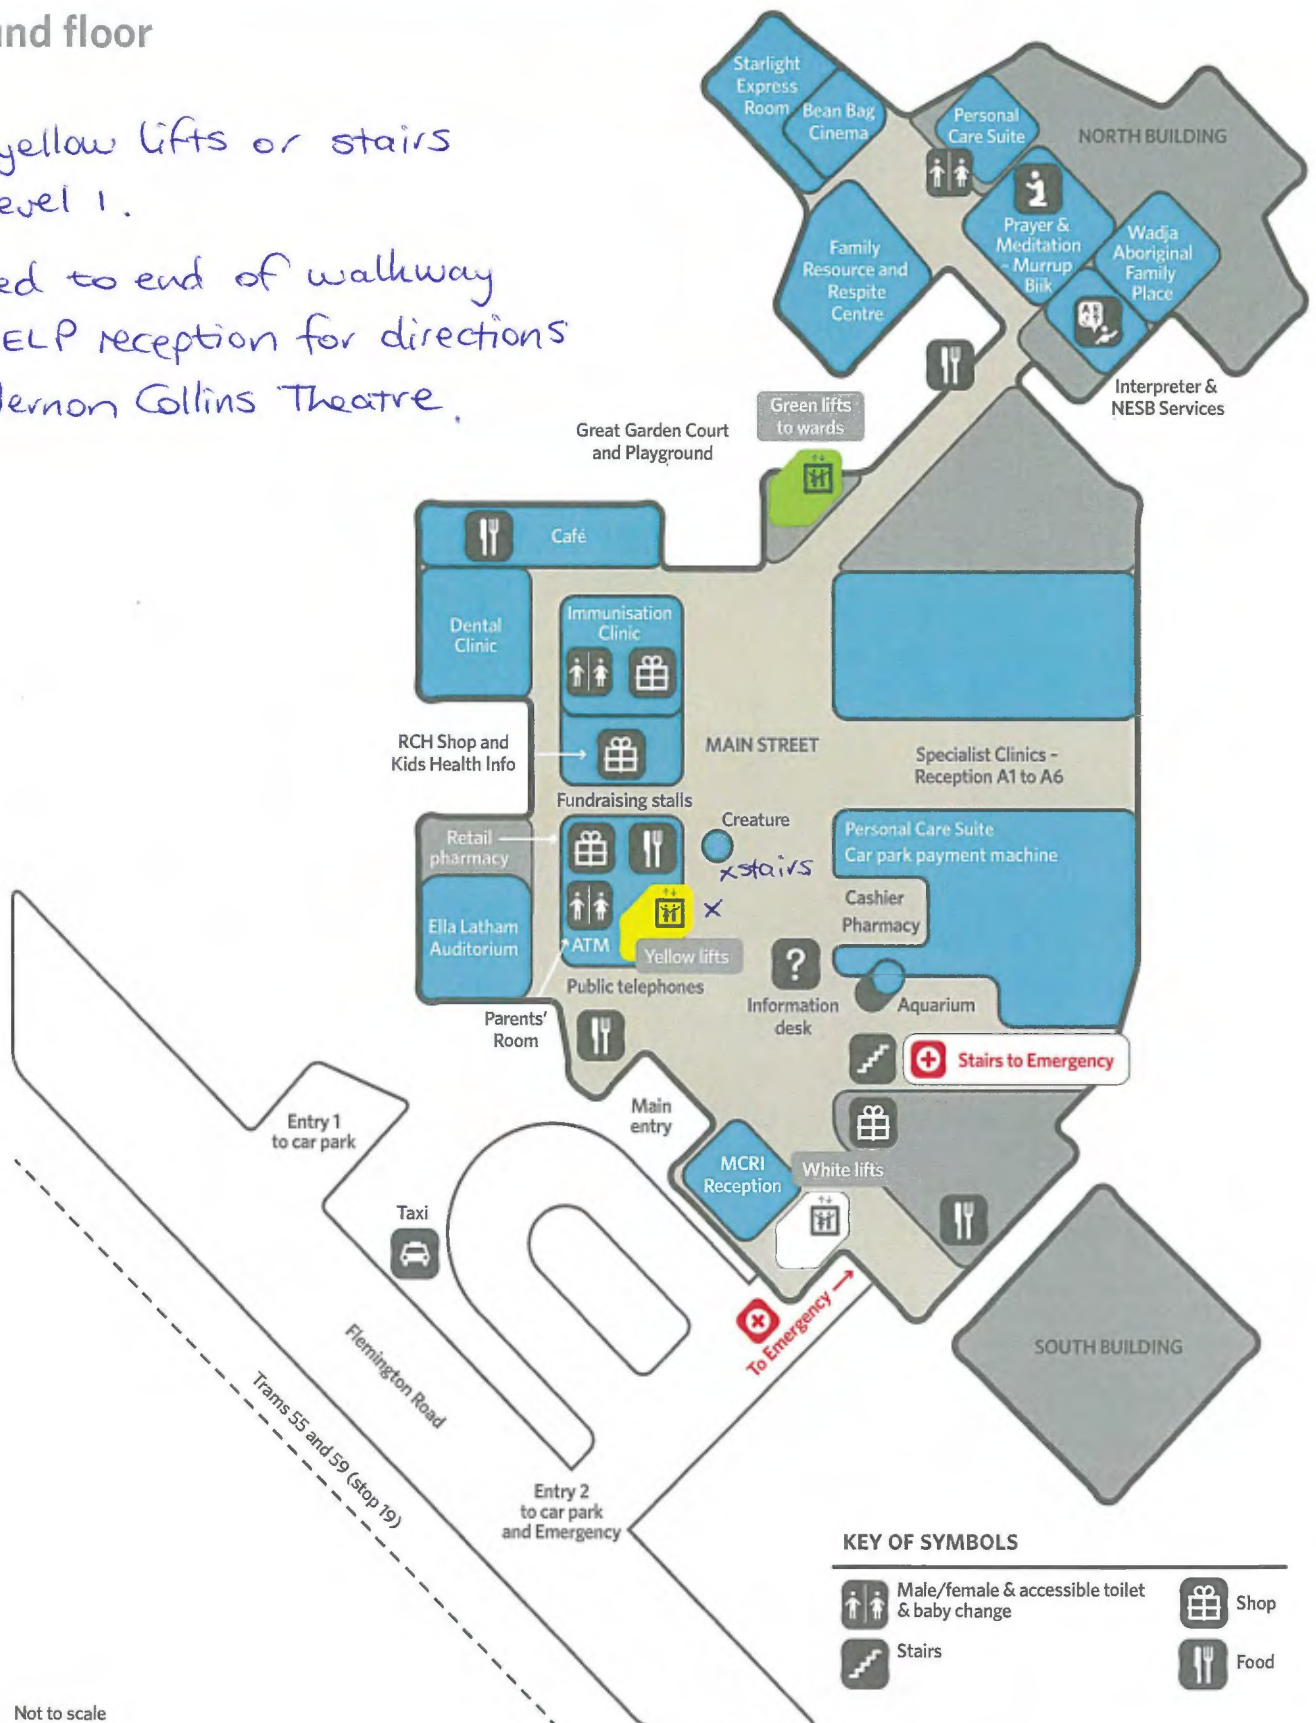 und floor
yellow lifts or stairs
evel 1.
ed to end of walkway
ELP reception for directions
Vernon Collins Theatre.
Starlight
Express
Room
Bean Bag
Cinema
Personal
Care Suite
NORTH BUILDING
Prayer &
Meditation
- Murrup
Biik
Wadja
Aboriginal
Family
Place
Family
Resource and
Respite
Centre
Interpreter &
NESB Services
Green lifts
to wards
Great Garden Court
and Playground
Café
Dental
Clinic
Immunisation
Clinic
RCH Shop and
Kids Health Info
MAIN STREET
Specialist Clinics -
Reception A1 to A6
Fundraising stalls
Retail
pharmacy
Creature
x stairs
Personal Care Suite
Car park payment machine
Cashier
Pharmacy
Ella Latham
Auditorium
ATM
x
Yellow lifts
?
Public telephones
Information
desk
Aquarium
Parents'
Room
Stairs to Emergency
Main
entry
Entry 1
to car park
MCRI
Reception
White lifts
Taxi
To Emergency
SOUTH BUILDING
Flemington Road
Trams 55 and 59 (stop 19)
Entry 2
to car park
and Emergency
KEY OF SYMBOLS
Male/female & accessible toilet
& baby change
Shop
Stairs
Food
Not to scale